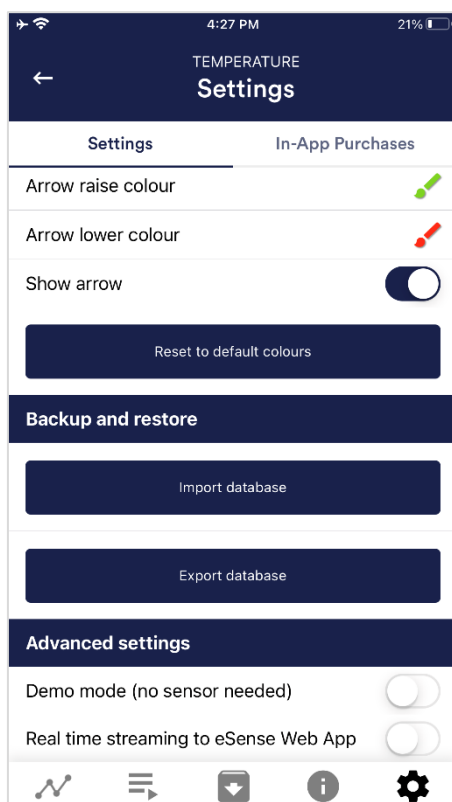 4:27 PM
21%
TEMPERATURE
Settings
Settings
In-App Purchases
Arrow raise colour
Arrow lower colour
Show arrow
Reset to default colours
Backup and restore
Import database
Export database
Advanced settings
Demo mode (no sensor needed)
Real time streaming to eSense Web App